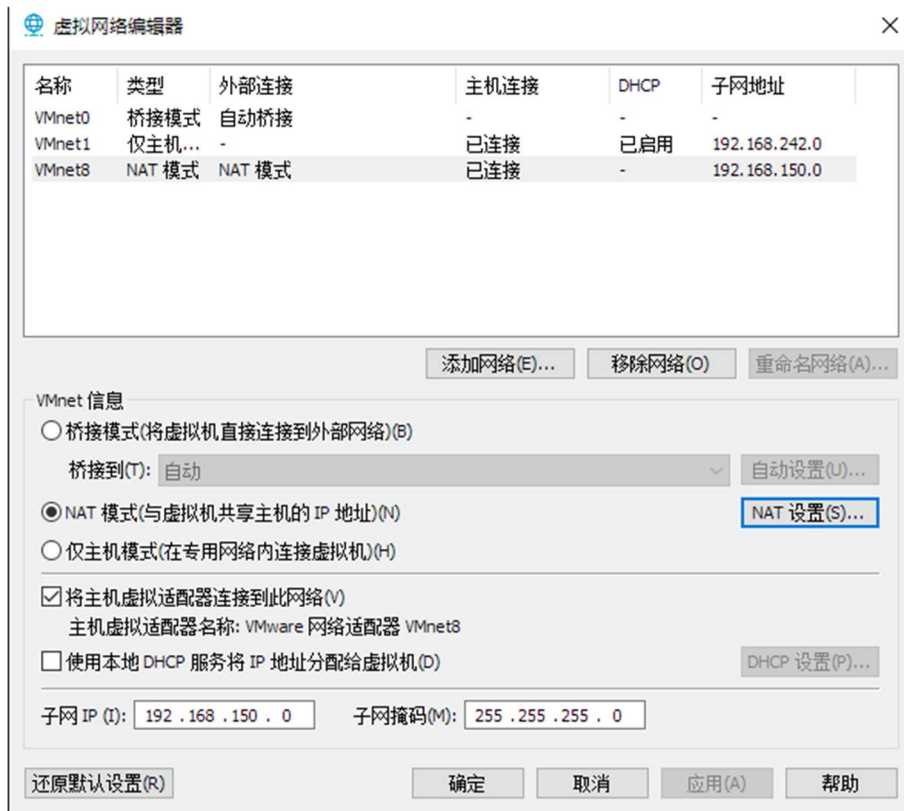 虚拟网络编辑器
名称 类型 外部连接 主机连接 DHCP 子网地址
VMnet0 桥接模式 自动桥接 - - -
VMnet1 仅主机... - 已连接 已启用 192.168.242.0
VMnet8 NAT 模式 NAT 模式 已连接 - 192.168.150.0
添加网络(E)... 移除网络(O) 重命名网络(A)...
VMnet 信息
桥接模式(将虚拟机直接连接到外部网络)(B)
桥接到(T): 自动 自动设置(U)...
NAT 模式(与虚拟机共享主机的 IP 地址)(N) NAT 设置(S)...
仅主机模式(在专用网络内连接虚拟机)(H)
将主机虚拟适配器连接到此网络(V)
主机虚拟适配器名称: VMware 网络适配器 VMnet8
使用本地 DHCP 服务将 IP 地址分配给虚拟机(D) DHCP 设置(P)...
子网 IP (I): 192 . 168 . 150 . 0 子网掩码(M): 255 . 255 . 255 . 0
还原默认设置(R) 确定 取消 应用(A) 帮助